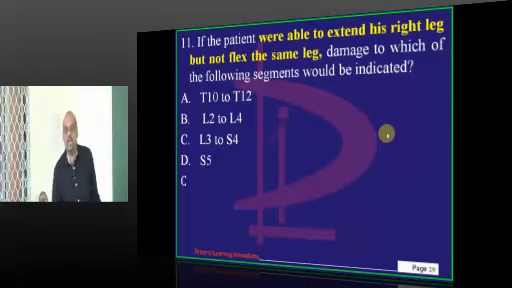 11. If the patient were able to extend his right leg
but not flex the same leg, damage to which of
the following segments would be indicated?
A. T10 to T12
B. L2 to L4
C. L3 to S4
D. S5
C
Page 19